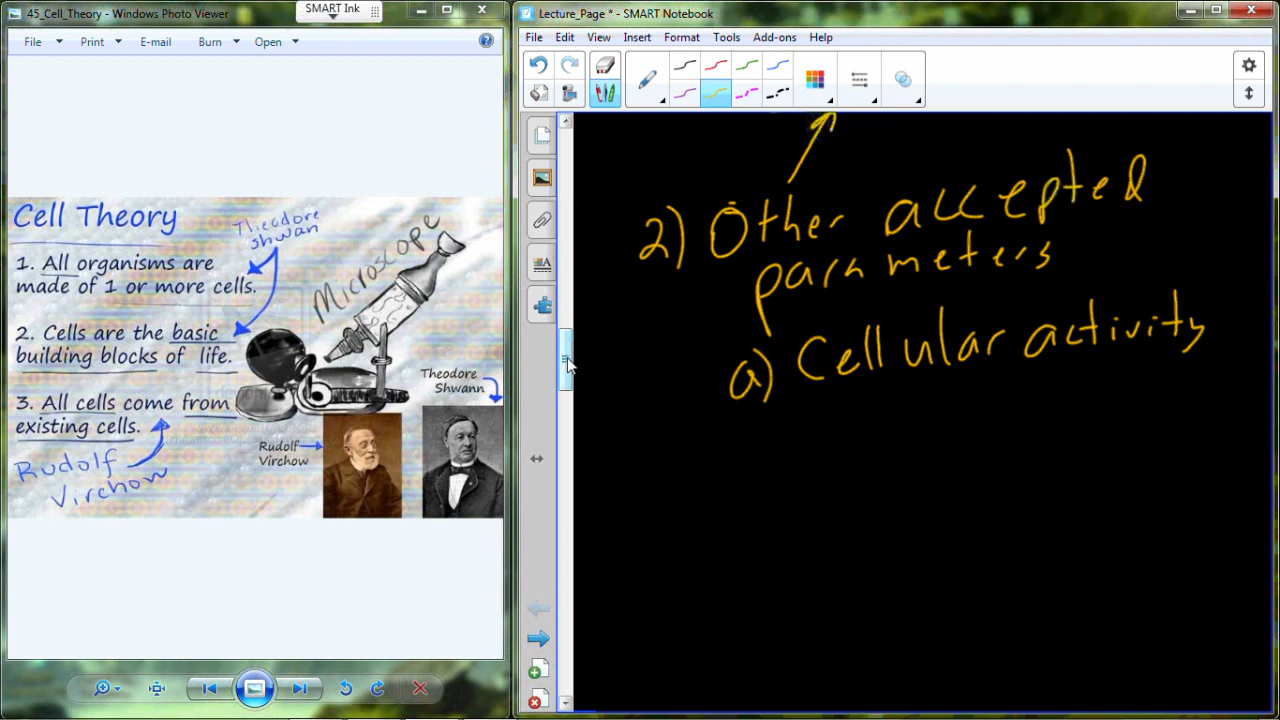 45_Cell_Theory - Windows Photo Viewer
SMART Ink
File Print E-mail Burn Open
Cell Theory
Theodore
shwan
1. All organisms are
made of 1 or more cells.
Microscope
2. Cells are the basic
building blocks of life.
3. All cells come from
existing cells.
Theodore
Shwann
Rudolf
Virchow
Rudolf
Virchow
Lecture_Page * - SMART Notebook
File Edit View Insert Format Tools Add-ons Help
2) Other accepted
parameters
a) Cellular activity